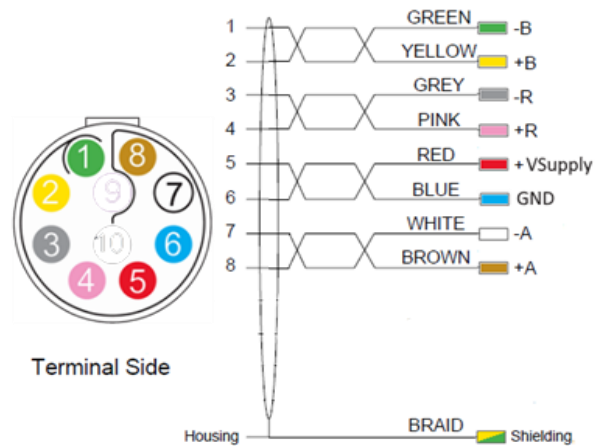 1 GREEN -B
2 YELLOW +B
3 GREY -R
4 PINK +R
5 RED +VSupply
6 BLUE GND
7 WHITE -A
8 BROWN +A
1 8
2 9 7
3 10 6
4 5
Terminal Side
Housing BRAID Shielding